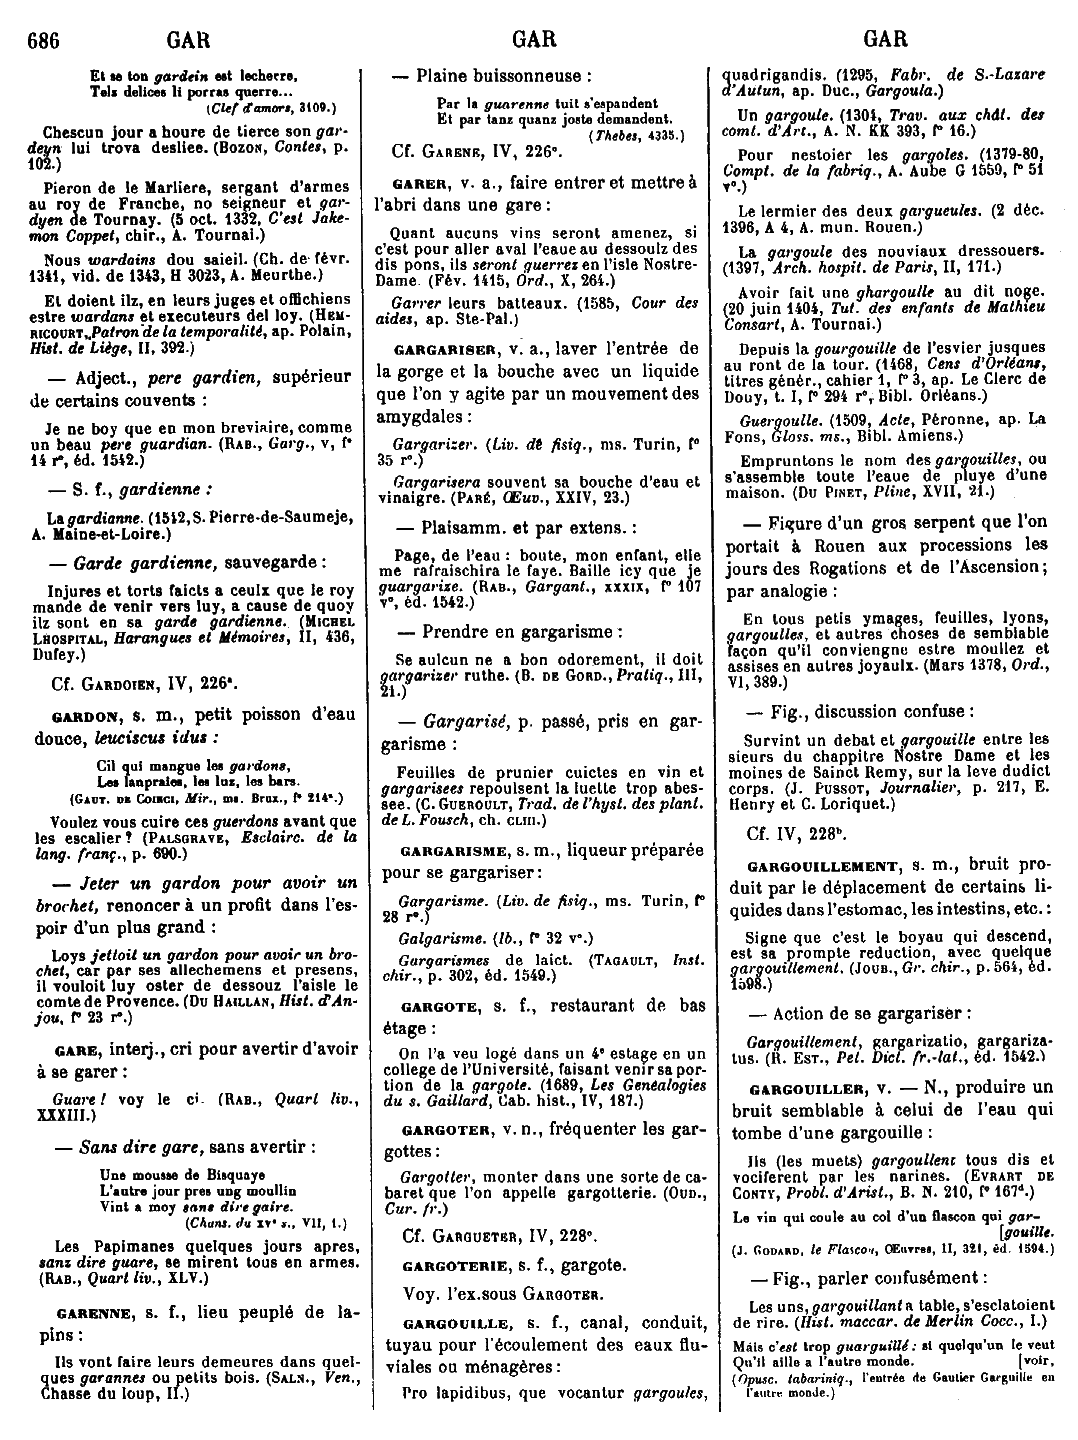 686 GAR GAR GAR
Et se ton gardein est lecherre,
Tels delices li porras querre...
(Clef d'amors, 3109.)
Chescun jour a houre de tierce son gar-
deyn lui trova desliee. (BOZON, Contes, p.
102.)
Pieron de le Marliere, sergant d'armes
au roy de Franche, no seigneur et gar-
dyen de Tournay. (5 oct. 1332, C'est Jake-
mon Coppet, chir., A. Tournai.)
Nous wardains dou saieil. (Ch. de févr.
1341, vid. de 1343, H 3023, A. Meurthe.)
Et doient ilz, en leurs juges et offichiens
estre wardans et executeurs del loy. (HEM-
RICOURT, Patron de la temporalité, ap. Polain,
Hist. de Liège, II, 392.)
— Adject., pere gardien, supérieur
de certains couvents :
Je ne boy que en mon breviaire, comme
un beau pere guardian. (RAB., Garg., v, f°
14 r°, éd. 1542.)
— S. f., gardienne :
La gardianne. (1512, S. Pierre-de-Saumeje,
A. Maine-et-Loire.)
— Garde gardienne, sauvegarde :
Injures et torts faicts a ceulx que le roy
mande de venir vers luy, a cause de quoy
ilz sont en sa garde gardienne. (MICHEL
LHOSPITAL, Harangues et Mémoires, II, 436,
Dufey.)
Cf. GARDOIEN, IV, 226ª.
GARDON, s. m., petit poisson d'eau
douce, leuciscus idus :
Cil qui mangue les gardons,
Les lanpraies, les luz, les bars.
(GAUT. DE COINCI, Mir., ms. Brux., f° 214ª.)
Voulez vous cuire ces guerdons avant que
les escalier ? (PALSGRAVE, Esclairc. de la
lang. franç., p. 690.)
— Jeter un gardon pour avoir un
brochet, renoncer à un profit dans l'es-
poir d'un plus grand :
Loys jettoit un gardon pour avoir un bro-
chet, car par ses allechemens et presens,
il vouloit luy oster de dessouz l'aisle le
comte de Provence. (DU HAILLAN, Hist. d'An-
jou, f° 23 r°.)
GARE, interj., cri pour avertir d'avoir
à se garer :
Guare ! voy le ci. (RAB., Quart liv.,
XXXIII.)
— Sans dire gare, sans avertir :
Une mousse de Bisquaye
L'autre jour pres ung moullin
Vint a moy sans dire gaire.
(Chans. du XVᵉ s., VII, 1.)
Les Papimanes quelques jours apres,
sanz dire guare, se mirent tous en armes.
(RAB., Quart liv., XLV.)
GARENNE, s. f., lieu peuplé de la-
pins :
Ils vont faire leurs demeures dans quel-
ques garannes ou petits bois. (SALN., Ven.,
Chasse du loup, II.)
— Plaine buissonneuse :
Par la guarenne tuit s'espandent
Et par tanz quanz joste demandent.
(Thebes, 4335.)
Cf. GARENE, IV, 226ᶜ.
GARER, v. a., faire entrer et mettre à
l'abri dans une gare :
Quant aucuns vins seront amenez, si
c'est pour aller aval l'eaue au dessoulz des
dis pons, ils seront guerrez en l'isle Nostre-
Dame. (Fév. 1415, Ord., X, 264.)
Garrer leurs batteaux. (1585, Cour des
aides, ap. Ste-Pal.)
GARGARISER, v. a., laver l'entrée de
la gorge et la bouche avec un liquide
que l'on y agite par un mouvement des
amygdales :
Gargarizer. (Liv. de fisiq., ms. Turin, f°
35 r°.)
Gargarisera souvent sa bouche d'eau et
vinaigre. (PARÉ, Œuv., XXIV, 23.)
— Plaisamm. et par extens. :
Page, de l'eau : boute, mon enfant, elle
me rafraischira le faye. Baille icy que je
guargarize. (RAB., Gargant., XXXIX, f° 107
v°, éd. 1542.)
— Prendre en gargarisme :
Se aulcun ne a bon odorement, il doit
gargarizer ruthe. (B. DE GORD., Pratiq., III,
21.)
— Gargarisé, p. passé, pris en gar-
garisme :
Feuilles de prunier cuictes en vin et
gargarisees repoulsent la luette trop abes-
see. (C. GUEROULT, Trad. de l'hyst. des plant.
de L. Fousch, ch. CLIII.)
GARGARISME, s. m., liqueur préparée
pour se gargariser :
Gargarisme. (Liv. de fisiq., ms. Turin, f°
28 r°.)
Galgarisme. (Ib., f° 32 v°.)
Gargarismes de laict. (TAGAULT, Inst.
chir., p. 302, éd. 1549.)
GARGOTE, s. f., restaurant de bas
étage :
On l'a veu logé dans un 4ᵉ estage en un
college de l'Université, faisant venir sa por-
tion de la gargote. (1689, Les Genealogies
du s. Gaillard, Cab. hist., IV, 187.)
GARGOTER, v. n., fréquenter les gar-
gottes :
Gargotter, monter dans une sorte de ca-
baret que l'on appelle gargotterie. (OUD.,
Cur. fr.)
Cf. GARGUETER, IV, 228ᶜ.
GARGOTERIE, s. f., gargote.
Voy. l'ex. sous GARGOTER.
GARGOUILLE, s. f., canal, conduit,
tuyau pour l'écoulement des eaux flu-
viales ou ménagères :
Pro lapidibus, que vocantur gargoules,
quadrigandis. (1295, Fabr. de S.-Lazare
d'Autun, ap. Duc., Gargoula.)
Un gargoule. (1304, Trav. aux chât. des
comt. d'Art., A. N. KK 393, f° 16.)
Pour nestoier les gargoles. (1379-80,
Compt. de la fabriq., A. Aube G 1559, f° 51
v°.)
Le lermier des deux gargueules. (2 déc.
1396, A 4, A. mun. Rouen.)
La gargoule des nouviaux dressouers.
(1397, Arch. hospit. de Paris, II, 171.)
Avoir fait une ghargoulle au dit noge.
(20 juin 1404, Tut. des enfants de Mathieu
Consart, A. Tournai.)
Depuis la gourgouille de l'esvier jusques
au ront de la tour. (1468, Cens d'Orléans,
titres génér., cahier 1, f° 3, ap. Le Clerc de
Douy, t. I, f° 294 r°, Bibl. Orléans.)
Guergoulle. (1509, Acte, Péronne, ap. La
Fons, Gloss. ms., Bibl. Amiens.)
Empruntons le nom des gargouilles, ou
s'assemble toute l'eaue de pluye d'une
maison. (DU PINET, Pline, XVII, 21.)
— Figure d'un gros serpent que l'on
portait à Rouen aux processions les
jours des Rogations et de l'Ascension ;
par analogie :
En tous petis ymages, feuilles, lyons,
gargoulles, et autres choses de semblable
façon qu'il conviengne estre moullez et
assises en autres joyaulx. (Mars 1378, Ord.,
VI, 389.)
— Fig., discussion confuse :
Survint un debat et gargouille entre les
sieurs du chappitre Nostre Dame et les
moines de Sainct Remy, sur la leve dudict
corps. (J. PUSSOT, Journalier, p. 217, E.
Henry et C. Loriquet.)
Cf. IV, 228ᵇ.
GARGOUILLEMENT, s. m., bruit pro-
duit par le déplacement de certains li-
quides dans l'estomac, les intestins, etc. :
Signe que c'est le boyau qui descend,
est sa prompte reduction, avec quelque
gargouillement. (JOUB., Gr. chir., p. 564, éd.
1598.)
— Action de se gargariser :
Gargouillement, gargarizatio, gargariza-
tus. (R. EST., Pet. Dict. fr.-lat., éd. 1542.)
GARGOUILLER, v. — N., produire un
bruit semblable à celui de l'eau qui
tombe d'une gargouille :
Ils (les muets) gargoullent tous dis et
vociferent par les narines. (EVRART DE
CONTY, Probl. d'Arist., B. N. 210, f° 167ᵈ.)
Le vin qui coule au col d'un flascon qui gar-
[gouille.
(J. GODARD, le Flascon, Œuvres, II, 321, éd. 1594.)
— Fig., parler confusément :
Les uns, gargouillant a table, s'esclatoient
de rire. (Hist. maccar. de Merlin Cocc., I.)
Mais c'est trop guarguillé : si quelqu'un le veut
Qu'il aille a l'autre monde. [voir,
(Opusc. tabariniq., l'entrée de Gautier Garguille en
l'autre monde.)